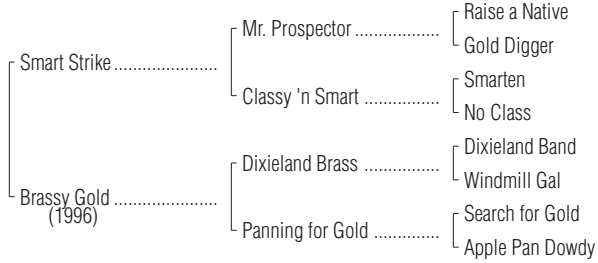 Raise a Native
Mr. Prospector ..................
Gold Digger
Smart Strike ......................
Smarten
Classy 'n Smart ................
No Class
Dixieland Band
Dixieland Brass ................
Windmill Gal
Brassy Gold ......................
(1996)
Search for Gold
Panning for Gold ..............
Apple Pan Dowdy